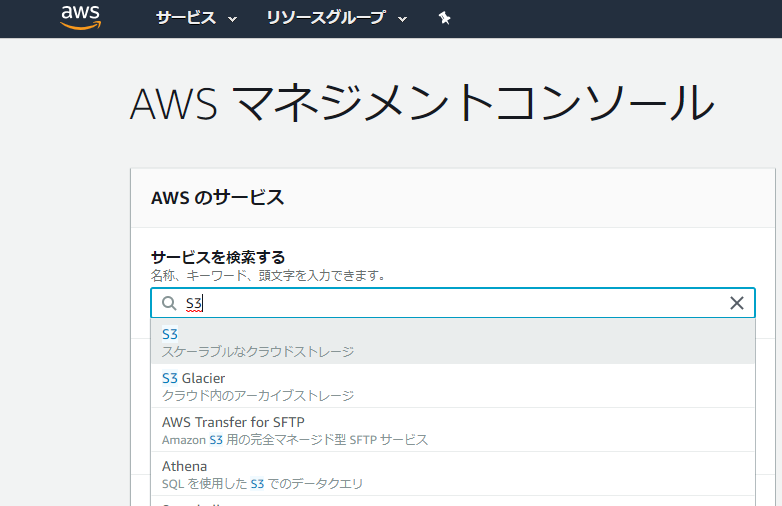 aws サービス リソースグループ
AWS マネジメントコンソール
AWS のサービス
サービスを検索する
名称、キーワード、頭文字を入力できます。
S3
S3
スケーラブルなクラウドストレージ
S3 Glacier
クラウド内のアーカイブストレージ
AWS Transfer for SFTP
Amazon S3 用の完全マネージド型 SFTP サービス
Athena
SQL を使用した S3 でのデータクエリ